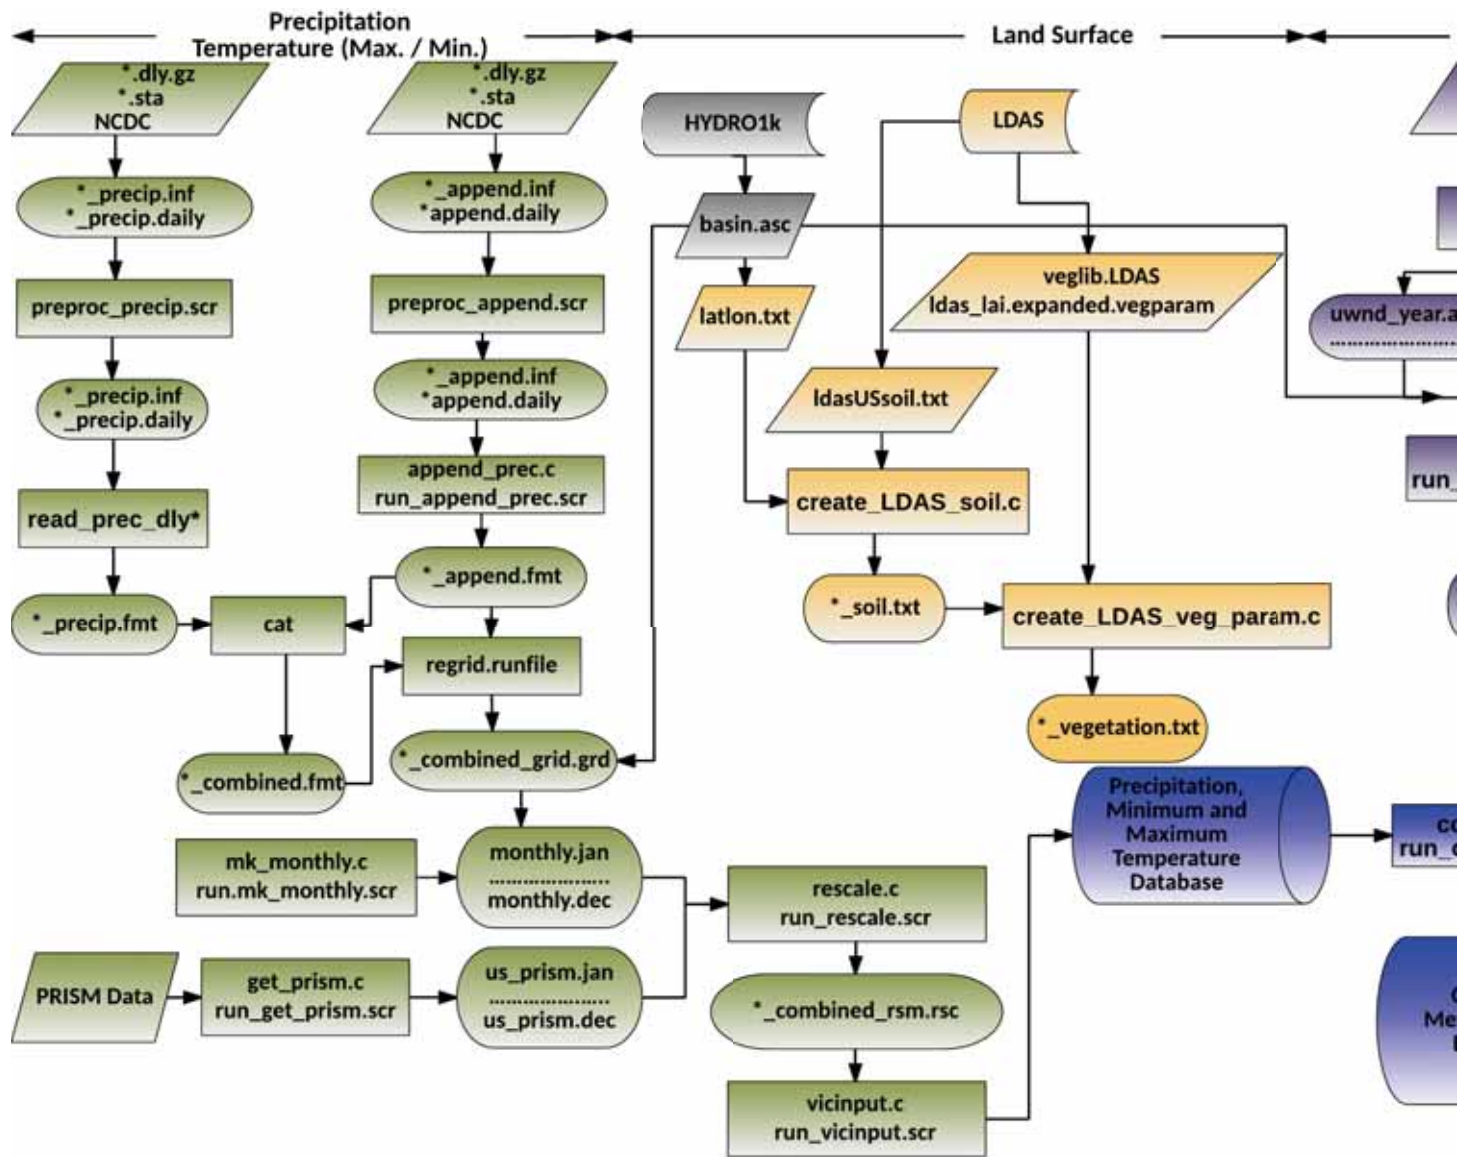 Precipitation
Temperature (Max. / Min.)
Land Surface
*.dly.gz
*.sta
NCDC
*.dly.gz
*.sta
NCDC
HYDRO1k
LDAS
*_precip.inf
*_precip.daily
*_append.inf
*append.daily
basin.asc
veglib.LDAS
ldas_lai.expanded.vegparam
preproc_precip.scr
preproc_append.scr
latlon.txt
uwnd_year.a
.........................
*_precip.inf
*_precip.daily
*_append.inf
*append.daily
ldasUSsoil.txt
append_prec.c
run_append_prec.scr
create_LDAS_soil.c
run_
read_prec_dly*
*_append.fmt
*_precip.fmt
cat
*_soil.txt
create_LDAS_veg_param.c
regrid.runfile
*_vegetation.txt
*_combined.fmt
*_combined_grid.grd
Precipitation,
Minimum and
Maximum
Temperature
Database
mk_monthly.c
run.mk_monthly.scr
monthly.jan
.....................
monthly.dec
rescale.c
run_rescale.scr
PRISM Data
get_prism.c
run_get_prism.scr
us_prism.jan
.....................
us_prism.dec
*_combined_rsm.rsc
vicinput.c
run_vicinput.scr